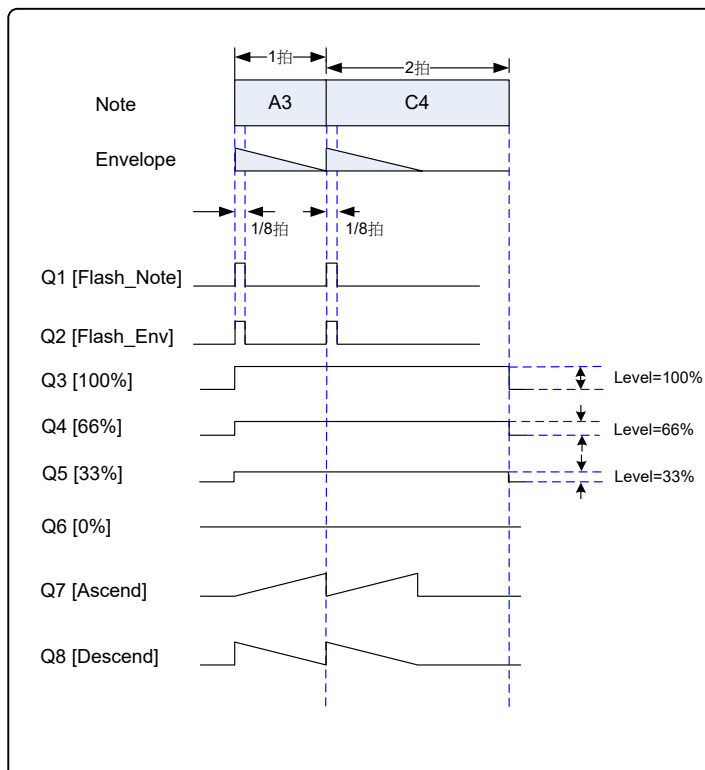 1拍
2拍
Note
A3
C4
Envelope
1/8拍
1/8拍
Q1 [Flash_Note]
Q2 [Flash_Env]
Q3 [100%]
Level=100%
Q4 [66%]
Level=66%
Q5 [33%]
Level=33%
Q6 [0%]
Q7 [Ascend]
Q8 [Descend]